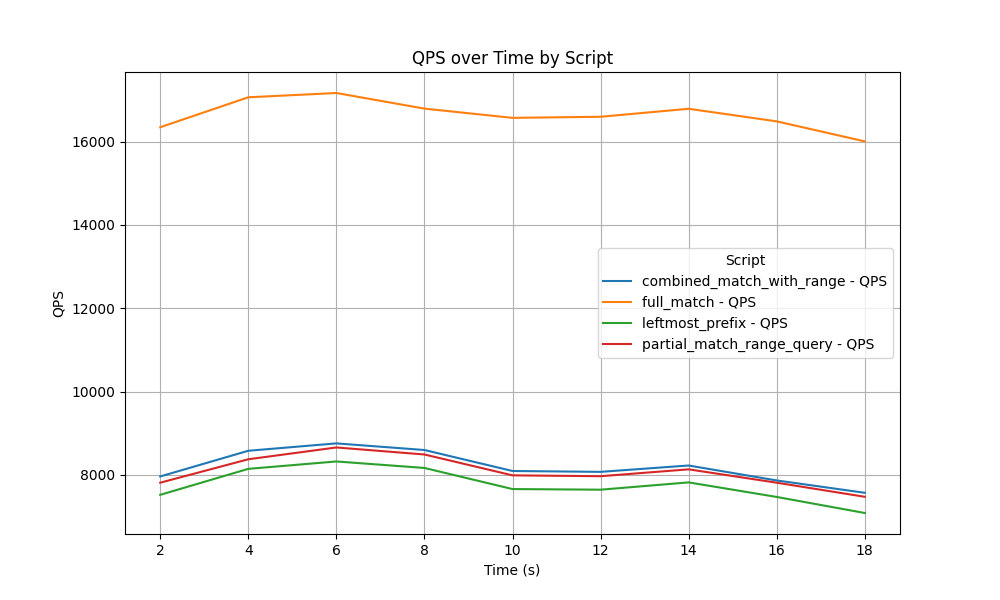 QPS over Time by Script
QPS
16000
14000
12000
10000
8000
Script
combined_match_with_range - QPS
full_match - QPS
leftmost_prefix - QPS
partial_match_range_query - QPS
2 4 6 8 10 12 14 16 18
Time (s)